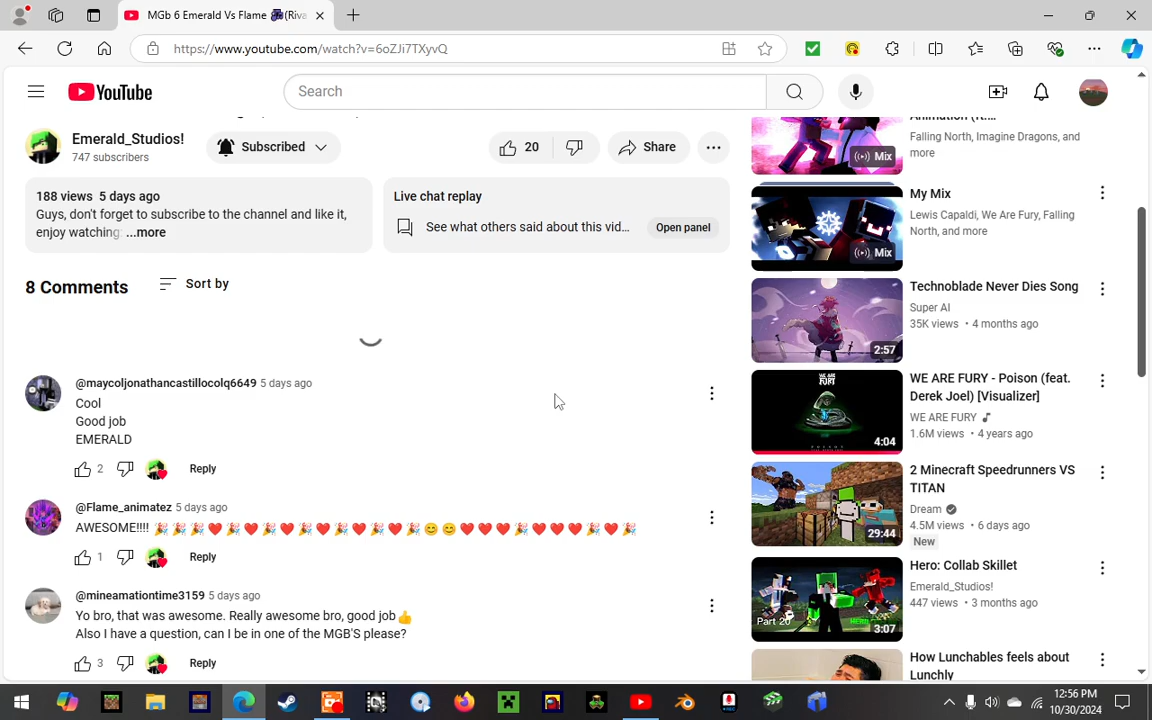 MGb 6 Emerald Vs Flame 🎆(Riva
https://www.youtube.com/watch?v=6oZJi7TXyvQ
YouTube
Search
Emerald_Studios!
747 subscribers
Subscribed
20
Share
188 views 5 days ago
Guys, don't forget to subscribe to the channel and like it,
enjoy watching: ...more
Live chat replay
See what others said about this vid...
Open panel
8 Comments
Sort by
@maycoljonathancastillocolq6649 5 days ago
Cool
Good job
EMERALD
2
Reply
@Flame_animatez 5 days ago
AWESOME!!!! 🎉🎉🎉❤️🎉❤️🎉❤️🎉❤️🎉❤️🎉❤️🎉😊😊❤️❤️❤️🎉❤️❤️❤️🎉❤️🎉
1
Reply
@mineamationtime3159 5 days ago
Yo bro, that was awesome. Really awesome bro, good job👍
Also I have a question, can I be in one of the MGB'S please?
3
Reply
Falling North, Imagine Dragons, and
more
Mix
My Mix
Lewis Capaldi, We Are Fury, Falling
North, and more
Mix
Technoblade Never Dies Song
Super AI
35K views • 4 months ago
2:57
WE ARE FURY - Poison (feat.
Derek Joel) [Visualizer]
WE ARE FURY
1.6M views • 4 years ago
WE ARE
FURY
4:04
2 Minecraft Speedrunners VS
TITAN
Dream
4.5M views • 6 days ago
New
29:44
Hero: Collab Skillet
Emerald_Studios!
447 views • 3 months ago
Part 20
3:07
How Lunchables feels about
Lunchly
12:56 PM
10/30/2024